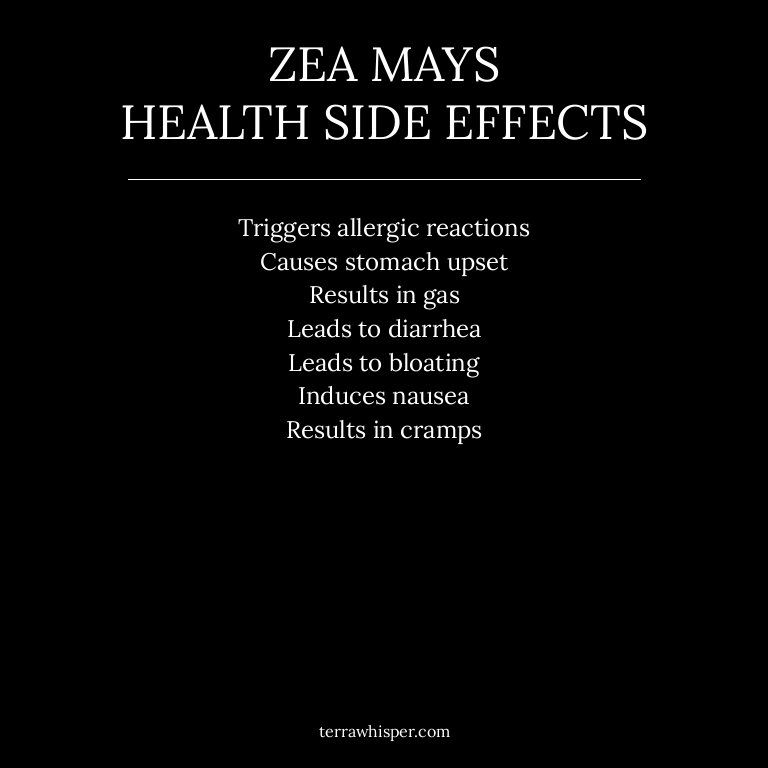 ZEA MAYS
HEALTH SIDE EFFECTS
Triggers allergic reactions
Causes stomach upset
Results in gas
Leads to diarrhea
Leads to bloating
Induces nausea
Results in cramps
terrawhisper.com